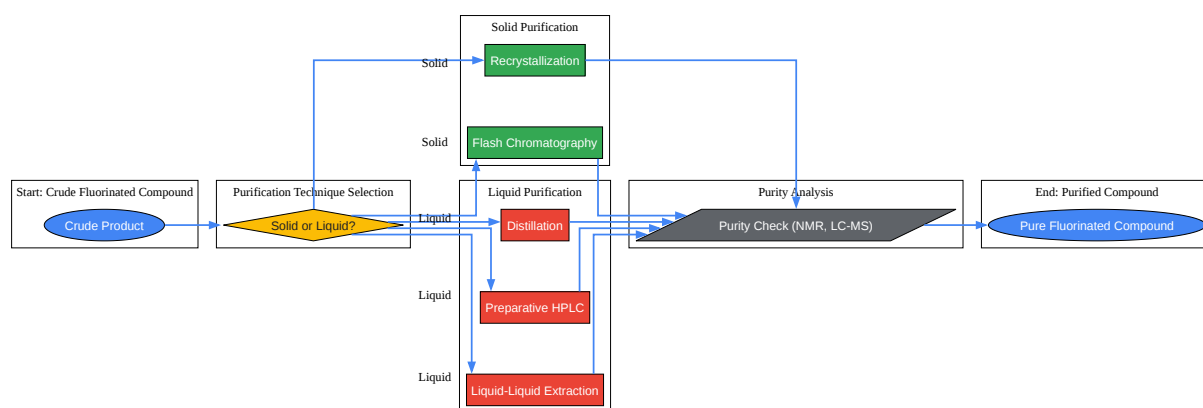 Solid Purification
Solid
Recrystallization
Solid
Flash Chromatography
Start: Crude Fluorinated Compound
Crude Product
Purification Technique Selection
Solid or Liquid?
Liquid Purification
Liquid
Distillation
Liquid
Preparative HPLC
Liquid
Liquid-Liquid Extraction
Purity Analysis
Purity Check (NMR, LC-MS)
End: Purified Compound
Pure Fluorinated Compound